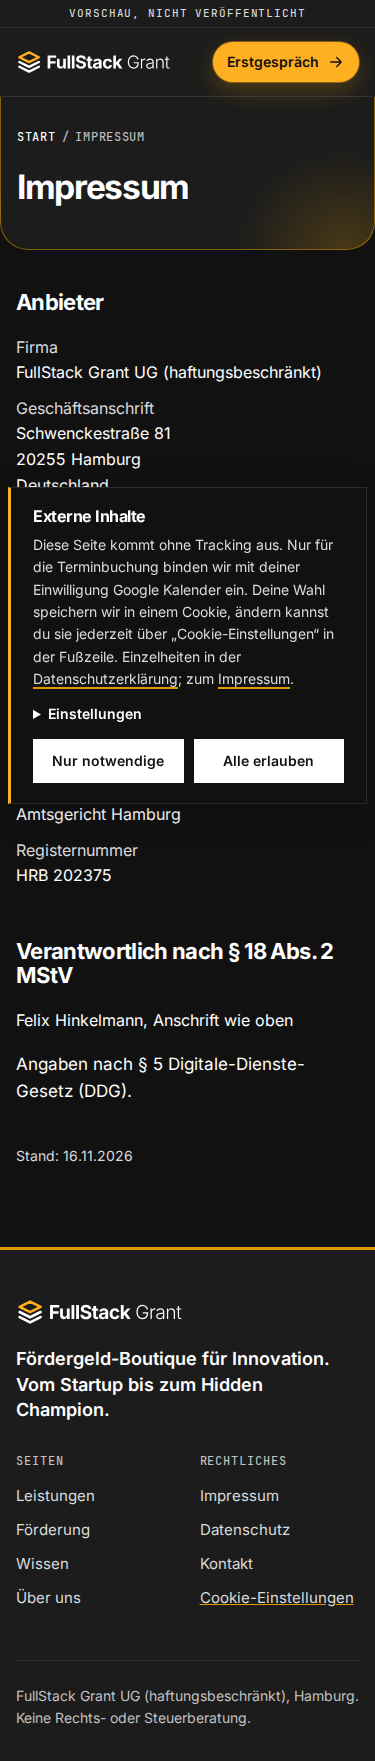 VORSCHAU, NICHT VERÖFFENTLICHT
FullStack Grant
Erstgespräch →
START / IMPRESSUM
Impressum
Anbieter
Firma
FullStack Grant UG (haftungsbeschränkt)
Geschäftsanschrift
Schwenckestraße 81
20255 Hamburg
Deutschland
Externe Inhalte
Diese Seite kommt ohne Tracking aus. Nur für
die Terminbuchung binden wir mit deiner
Einwilligung Google Kalender ein. Deine Wahl
speichern wir in einem Cookie, ändern kannst
du sie jederzeit über „Cookie-Einstellungen“ in
der Fußzeile. Einzelheiten in der
Datenschutzerklärung; zum Impressum.
Einstellungen
Nur notwendige
Alle erlauben
Amtsgericht Hamburg
Registernummer
HRB 202375
Verantwortlich nach § 18 Abs. 2
MStV
Felix Hinkelmann, Anschrift wie oben
Angaben nach § 5 Digitale-Dienste-
Gesetz (DDG).
Stand: 16.11.2026
FullStack Grant
Fördergeld-Boutique für Innovation.
Vom Startup bis zum Hidden
Champion.
SEITEN
Leistungen
Förderung
Wissen
Über uns
RECHTLICHES
Impressum
Datenschutz
Kontakt
Cookie-Einstellungen
FullStack Grant UG (haftungsbeschränkt), Hamburg.
Keine Rechts- oder Steuerberatung.